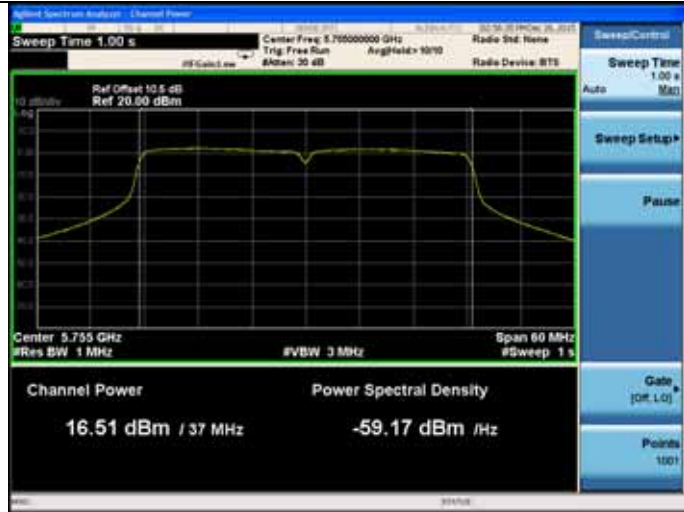 Agilent Spectrum Analyzer - Channel Power
Sweep Time 1.00 s
Center Freq: 5.755000000 GHz
Radio Std: None
Trig: Free Run
Avg|Hold:> 10/10
#IFGain:Low
#Atten: 30 dB
Radio Device: BTS
Ref Offset 10.5 dB
10 dB/div
Ref 20.00 dBm
Log
Center 5.755 GHz
Span 60 MHz
#Res BW 1 MHz
#VBW 3 MHz
#Sweep 1 s
Channel Power
Power Spectral Density
16.51 dBm / 37 MHz
-59.17 dBm /Hz
MSG
STATUS
Sweep/Control
Sweep Time
1.00 s
Auto Man
Sweep Setup
Pause
Gate
[Off, LO]
Points
1001